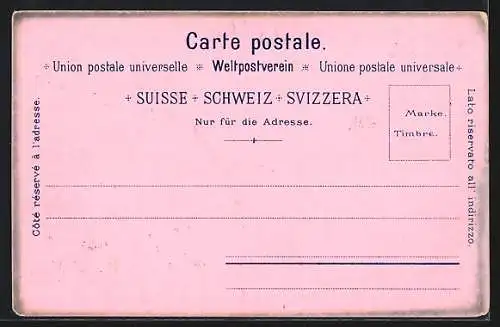 Carte postale.
Union postale universelle * Weltpostverein * Unione postale universale
+ SUISSE + SCHWEIZ + SVIZZERA +
Nur für die Adresse.
Marke.
Timbre.
Côté réservé à l'adresse.
Lato riservato all' indirizzo.